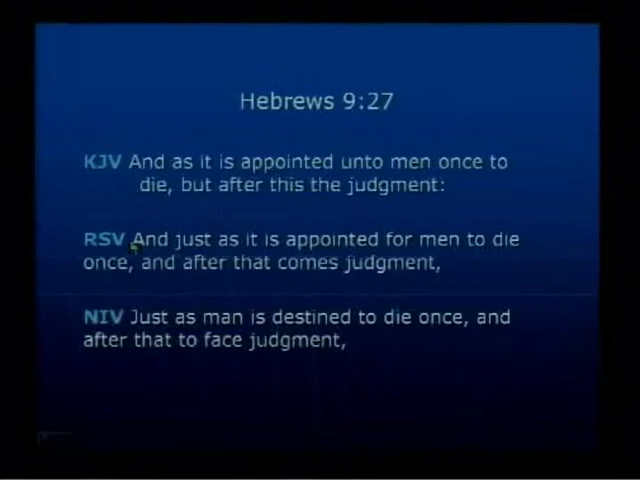 Hebrews 9:27
KJV And as it is appointed unto men once to
die, but after this the judgment:
RSV And just as it is appointed for men to die
once, and after that comes judgment,
NIV Just as man is destined to die once, and
after that to face judgment,